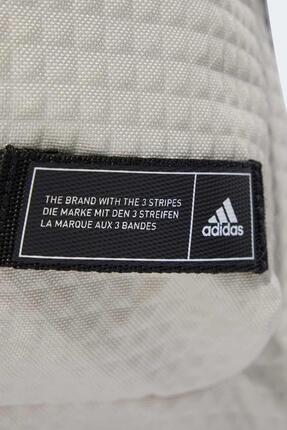 THE BRAND WITH THE 3 STRIPES
DIE MARKE MIT DEN 3 STREIFEN
LA MARQUE AUX 3 BANDES
adidas